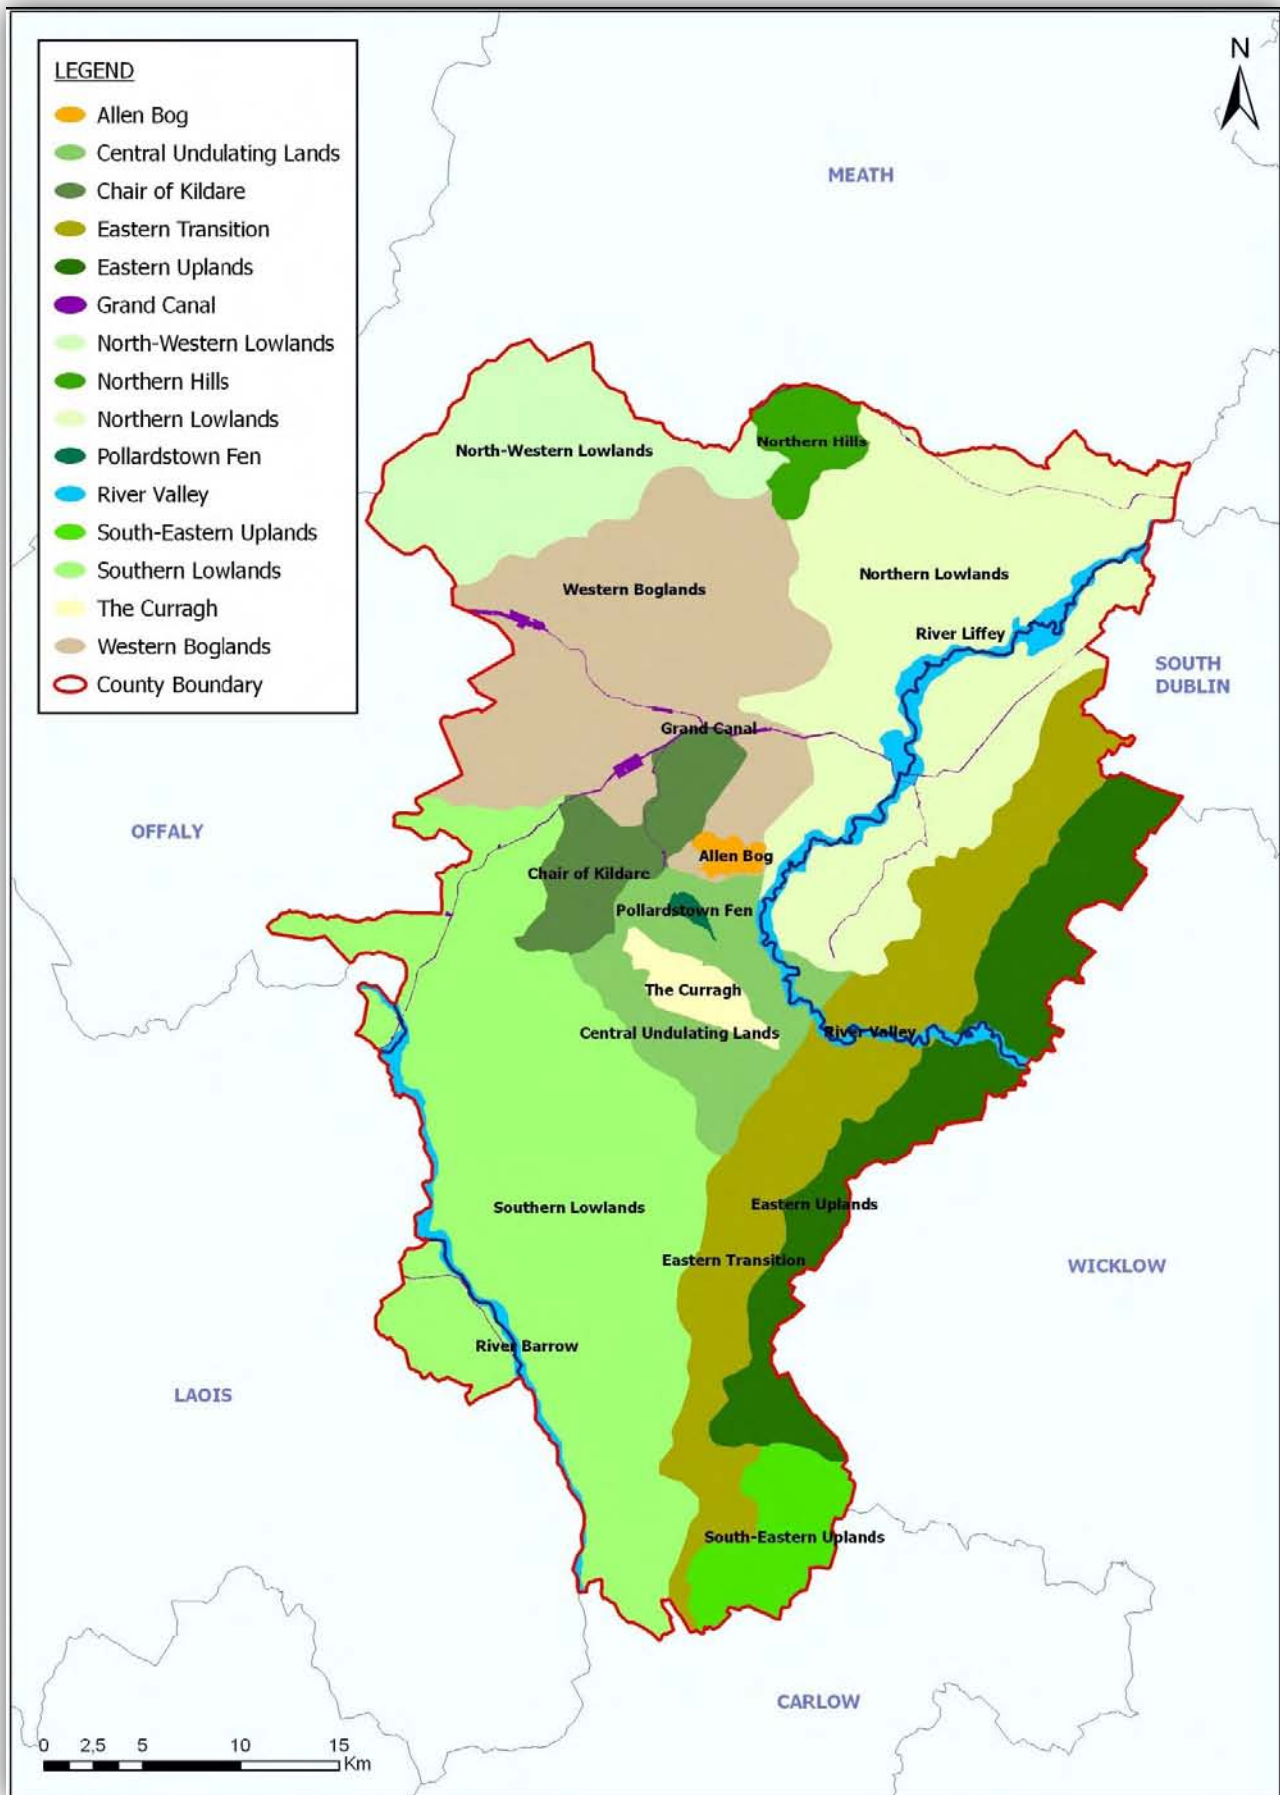 N
LEGEND
Allen Bog
Central Undulating Lands
Chair of Kildare
Eastern Transition
Eastern Uplands
Grand Canal
North-Western Lowlands
Northern Hills
Northern Lowlands
Pollardstown Fen
River Valley
South-Eastern Uplands
Southern Lowlands
The Curragh
Western Boglands
County Boundary
MEATH
Northern Hills
North-Western Lowlands
Northern Lowlands
Western Boglands
River Liffey
SOUTH
DUBLIN
Grand Canal
OFFALY
Allen Bog
Chair of Kildare
Pollardstown Fen
The Curragh
Central Undulating Lands
River Valley
Eastern Uplands
Southern Lowlands
Eastern Transition
WICKLOW
River Barrow
LAOIS
South-Eastern Uplands
CARLOW
0 2,5 5 10 15
Km